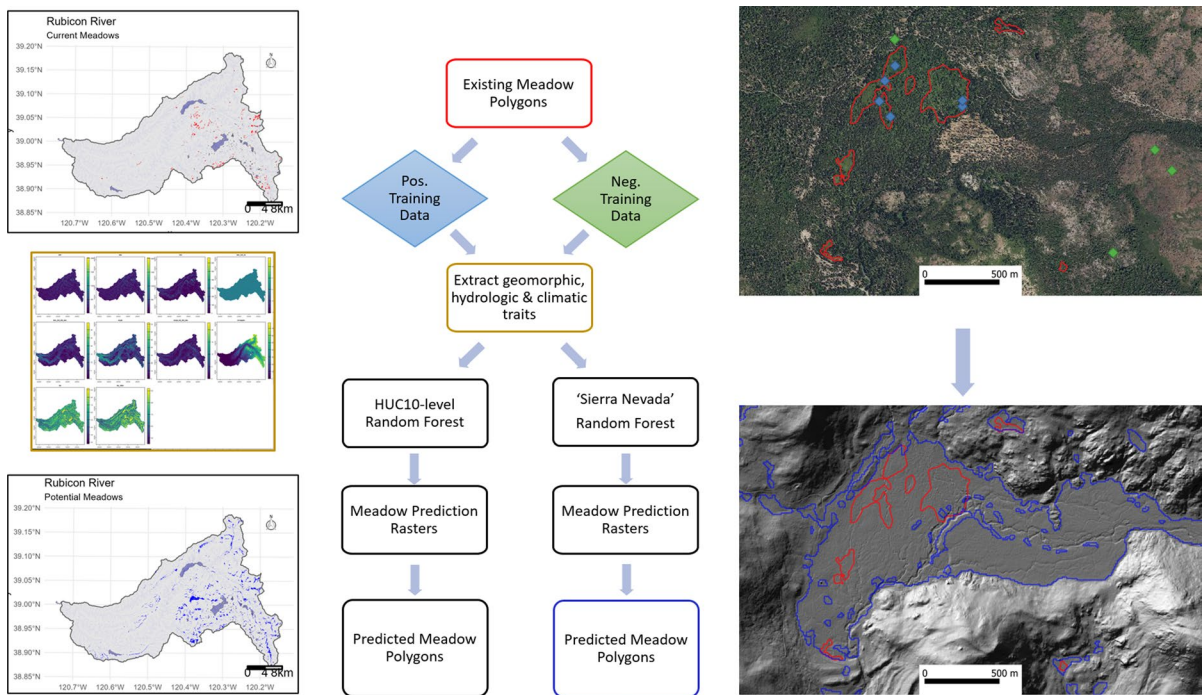 Rubicon River
Current Meadows
39.20°N
39.15°N
39.10°N
39.05°N
39.00°N
38.95°N
38.90°N
38.85°N
N
0 4 8km
120.7°W 120.6°W 120.5°W 120.4°W 120.3°W 120.2°W
Rubicon River
Potential Meadows
39.20°N
39.15°N
39.10°N
39.05°N
39.00°N
38.95°N
38.90°N
38.85°N
N
0 4 8km
120.7°W 120.6°W 120.5°W 120.4°W 120.3°W 120.2°W
Existing Meadow
Polygons
Pos.
Training
Data
Neg.
Training
Data
Extract geomorphic,
hydrologic & climatic
traits
HUC10-level
Random Forest
‘Sierra Nevada’
Random Forest
Meadow Prediction
Rasters
Meadow Prediction
Rasters
Predicted Meadow
Polygons
Predicted Meadow
Polygons
0 500 m
0 500 m